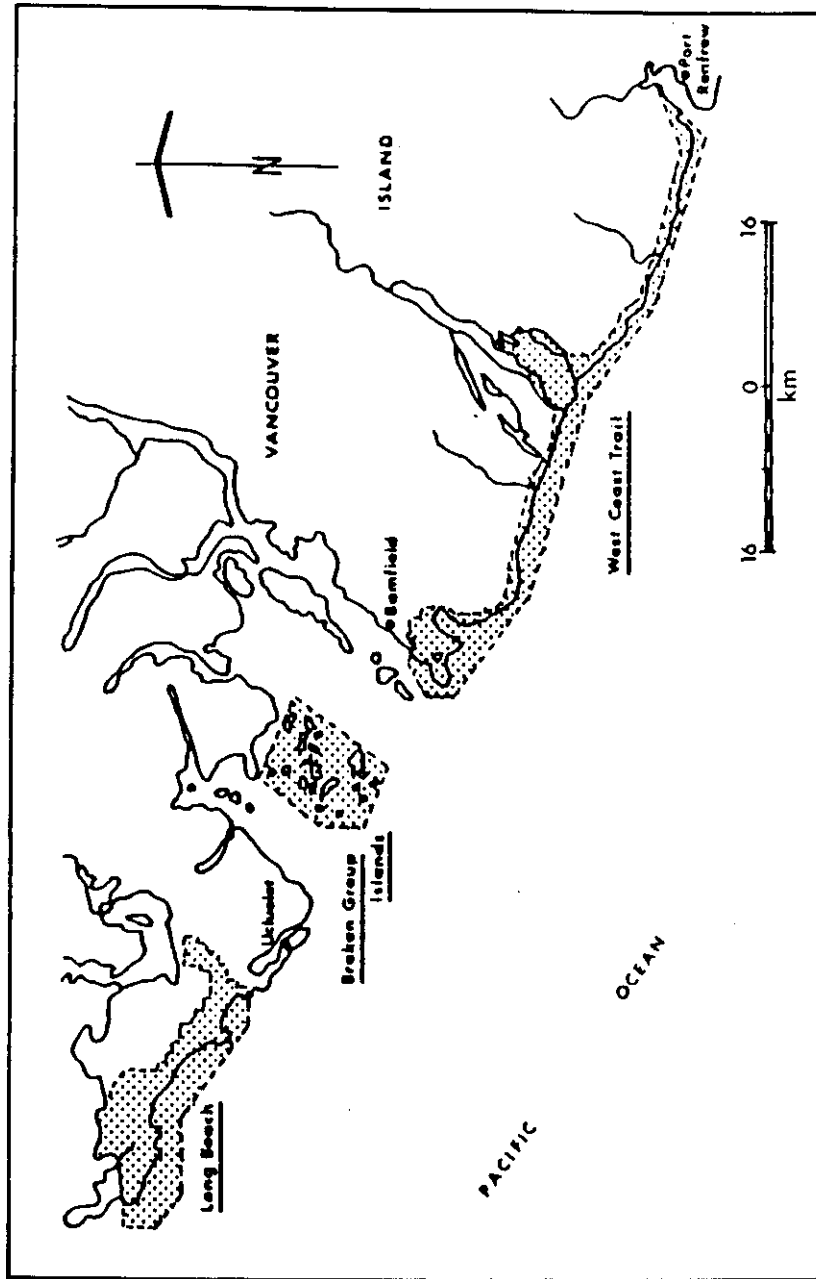 N
VANCOUVER
ISLAND
Long Beach
Ucluelet
Broken Group
Islands
Bamfield
West Coast Trail
Port
Renfrew
PACIFIC
OCEAN
16
0
16
km